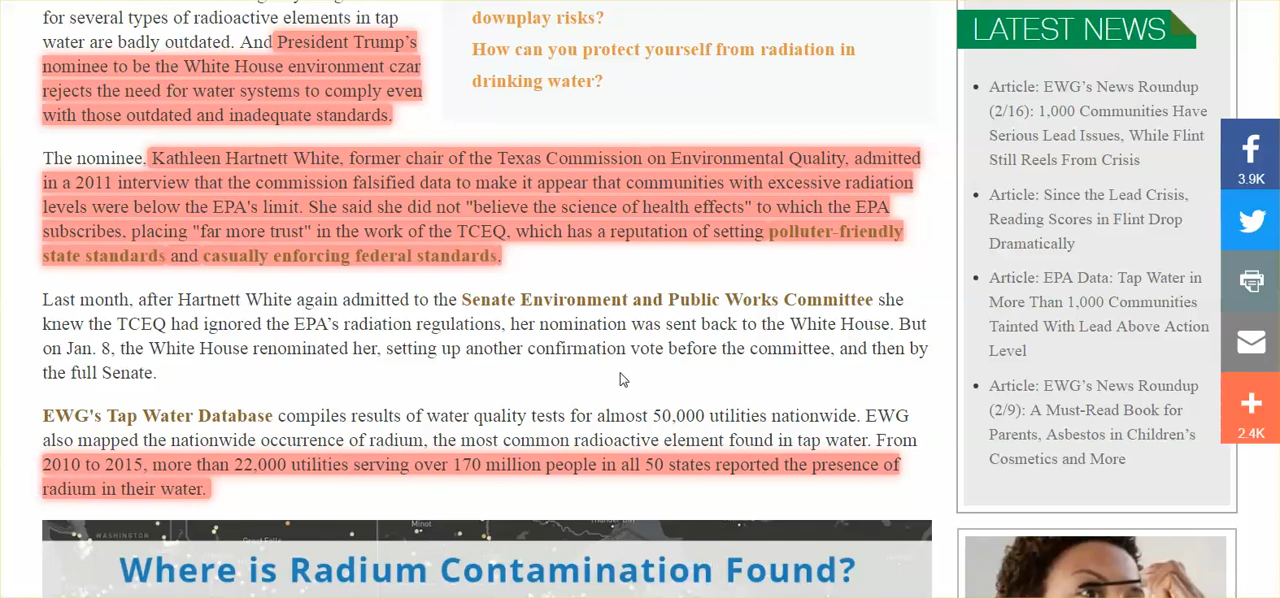 for several types of radioactive elements in tap
water are badly outdated. And President Trump's
nominee to be the White House environment czar
rejects the need for water systems to comply even
with those outdated and inadequate standards.
downplay risks?
How can you protect yourself from radiation in
drinking water?
The nominee, Kathleen Hartnett White, former chair of the Texas Commission on Environmental Quality, admitted
in a 2011 interview that the commission falsified data to make it appear that communities with excessive radiation
levels were below the EPA's limit. She said she did not "believe the science of health effects" to which the EPA
subscribes, placing "far more trust" in the work of the TCEQ, which has a reputation of setting polluter-friendly
state standards and casually enforcing federal standards.
Last month, after Hartnett White again admitted to the Senate Environment and Public Works Committee she
knew the TCEQ had ignored the EPA's radiation regulations, her nomination was sent back to the White House. But
on Jan. 8, the White House renominated her, setting up another confirmation vote before the committee, and then by
the full Senate.
EWG's Tap Water Database compiles results of water quality tests for almost 50,000 utilities nationwide. EWG
also mapped the nationwide occurrence of radium, the most common radioactive element found in tap water. From
2010 to 2015, more than 22,000 utilities serving over 170 million people in all 50 states reported the presence of
radium in their water.
WASHINGTON
Minot
Where is Radium Contamination Found?
LATEST NEWS
Article: EWG's News Roundup
(2/16): 1,000 Communities Have
Serious Lead Issues, While Flint
Still Reels From Crisis
Article: Since the Lead Crisis,
Reading Scores in Flint Drop
Dramatically
Article: EPA Data: Tap Water in
More Than 1,000 Communities
Tainted With Lead Above Action
Level
Article: EWG's News Roundup
(2/9): A Must-Read Book for
Parents, Asbestos in Children's
Cosmetics and More
3.9K
2.4K